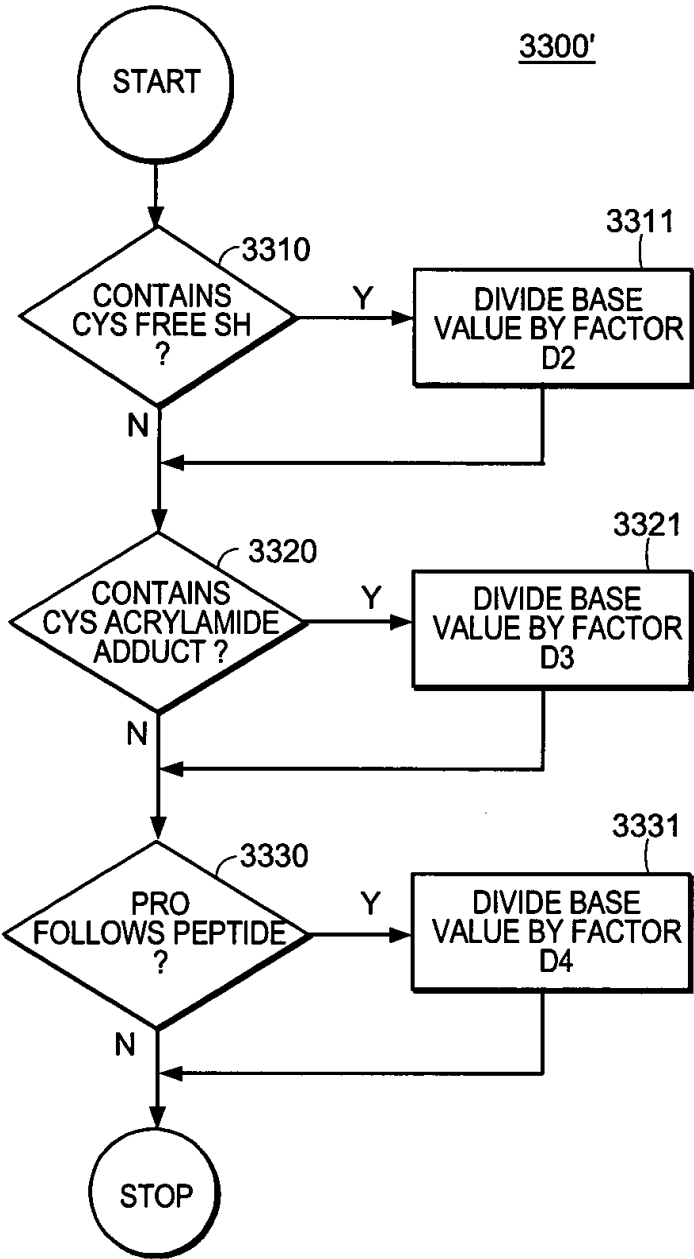 3300'
START
3310
CONTAINS
CYS FREE SH
?
Y
N
3311
DIVIDE BASE
VALUE BY FACTOR
D2
3320
CONTAINS
CYS ACRYLAMIDE
ADDUCT ?
Y
N
3321
DIVIDE BASE
VALUE BY FACTOR
D3
3330
PRO
FOLLOWS PEPTIDE
?
Y
N
3331
DIVIDE BASE
VALUE BY FACTOR
D4
STOP